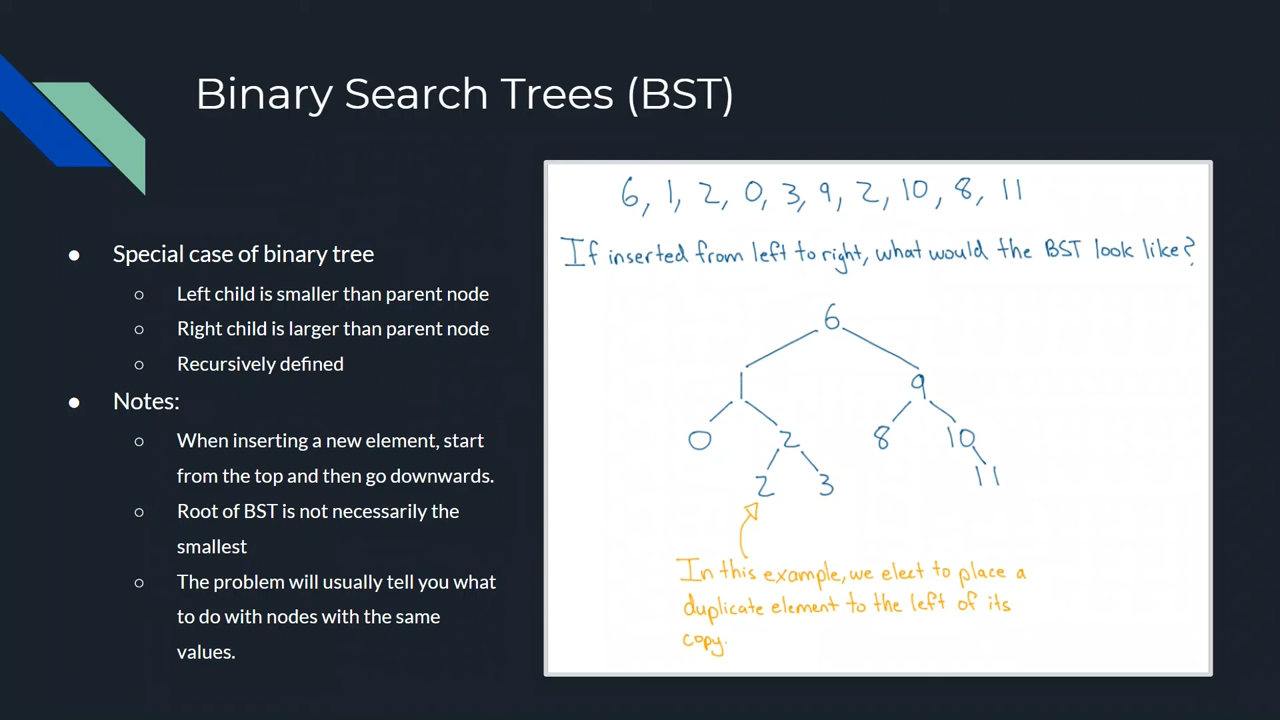 Binary Search Trees (BST)
● Special case of binary tree
○ Left child is smaller than parent node
○ Right child is larger than parent node
○ Recursively defined
● Notes:
○ When inserting a new element, start
from the top and then go downwards.
○ Root of BST is not necessarily the
smallest
○ The problem will usually tell you what
to do with nodes with the same
values.
6, 1, 2, 0, 3, 9, 2, 10, 8, 11
If inserted from left to right, what would the BST look like?
6
1 9
0 2 8 10
2 3 11
In this example, we elect to place a
duplicate element to the left of its
copy.